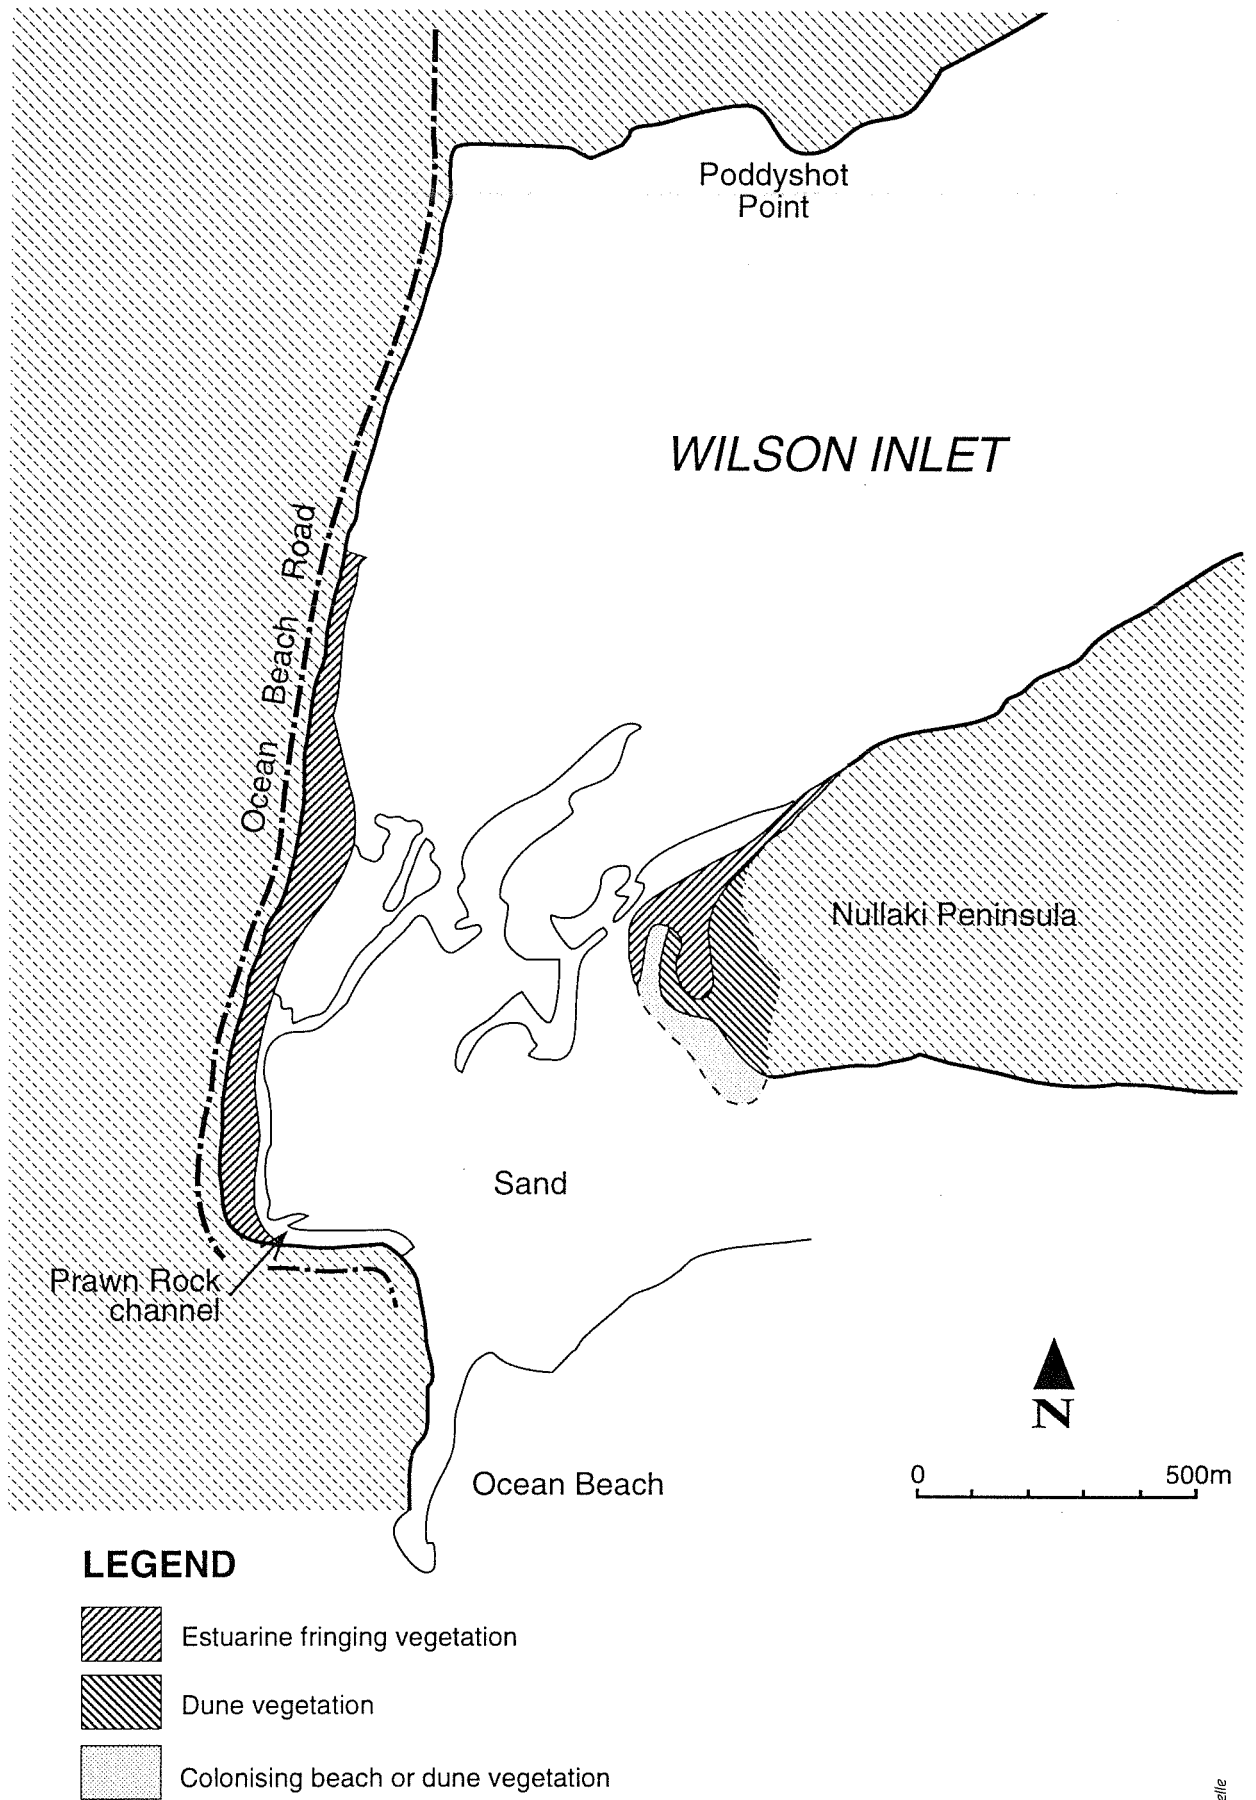 Poddyshot
Point
WILSON INLET
Ocean Beach Road
Nullaki Peninsula
Sand
Prawn Rock
channel
N
Ocean Beach
0 500m
LEGEND
Estuarine fringing vegetation
Dune vegetation
Colonising beach or dune vegetation